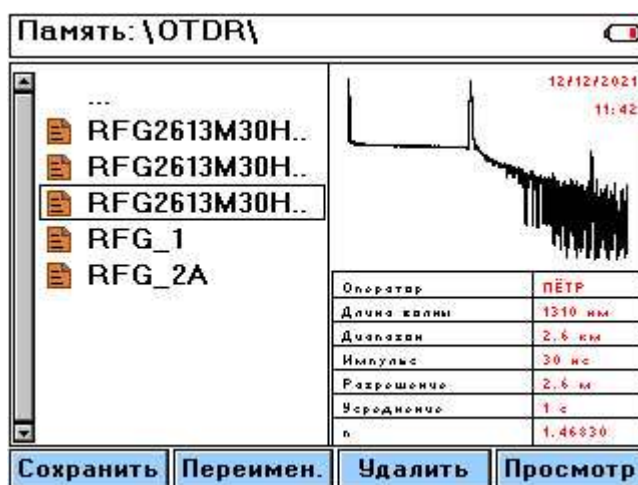 Память: \OTDR\
...
RFG2613M30H..
RFG2613M30H..
RFG2613M30H..
RFG_1
RFG_2A
12/12/2021
11:42
Оператор ПЁТР
Длина волны 1310 нм
Диапазон 2.6 км
Импульс 30 нс
Разрешение 2.6 м
Усреднение 1 с
n 1.46830
Сохранить Переимен. Удалить Просмотр